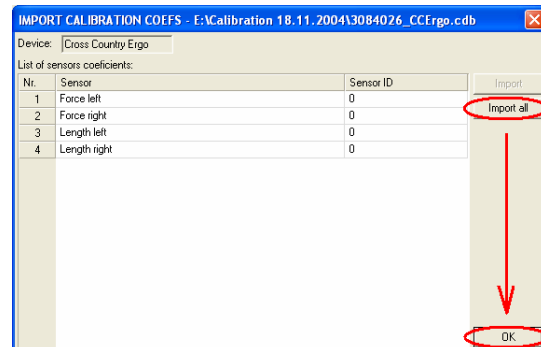 IMPORT CALIBRATION COEFS - E:\Calibration 18.11.2004\3084026_CCErgo.cdb
Device: Cross Country Ergo
List of sensors coeficients:
Nr. Sensor Sensor ID Import
1 Force left 0 Import all
2 Force right 0
3 Length left 0
4 Length right 0
OK